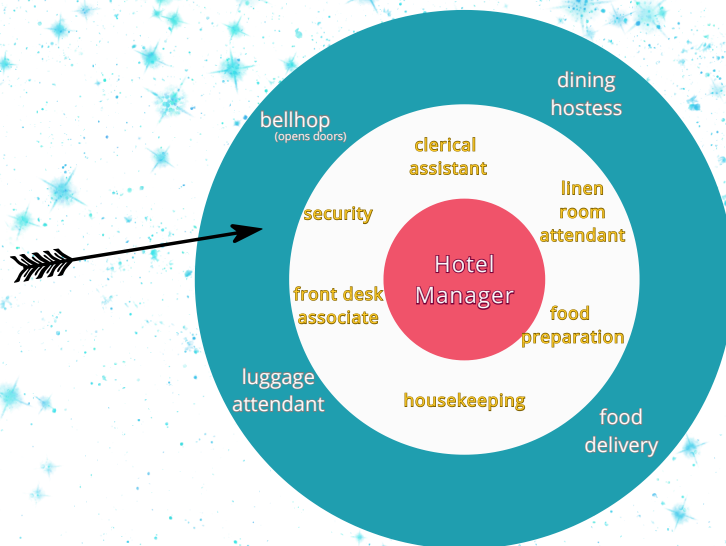 dining
hostess
bellhop
(opens doors)
clerical
assistant
linen
room
attendant
security
Hotel
Manager
front desk
associate
food
preparation
luggage
attendant
housekeeping
food
delivery